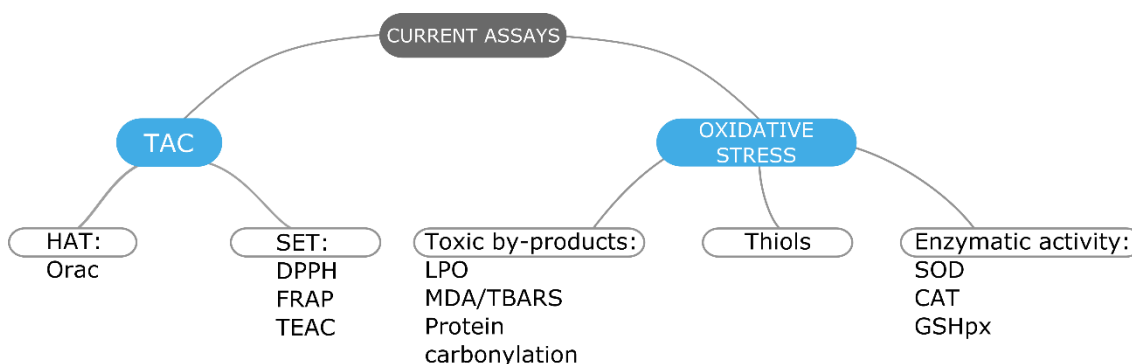 CURRENT ASSAYS
TAC
OXIDATIVE
STRESS
HAT:
Orac
SET:
DPPH
FRAP
TEAC
Toxic by-products:
LPO
MDA/TBARS
Protein
carbonylation
Thiols
Enzymatic activity:
SOD
CAT
GSHpx